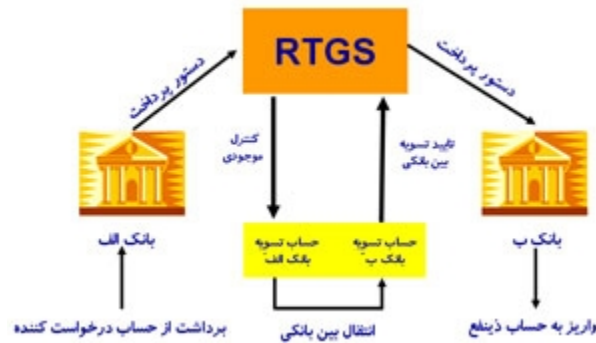 RTGS
دستور پرداخت
دستور پرداخت
کنترل
موجودی
تایید تسویه
بین بانکی
بانک الف
حساب تسویه
بانک الف
حساب تسویه
بانک ب
بانک ب
برداشت از حساب درخواست کننده
انتقال بین بانکی
واریز به حساب ذینفع